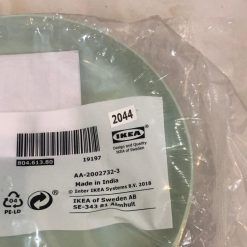 2044
IKEA
Design and Quality
IKEA of Sweden
804.613.80
19197
AA-2002732-3
Made in India
© Inter IKEA Systems B.V. 2018
04
PE-LD
IKEA of Sweden AB
SE-343 81 Älmhult